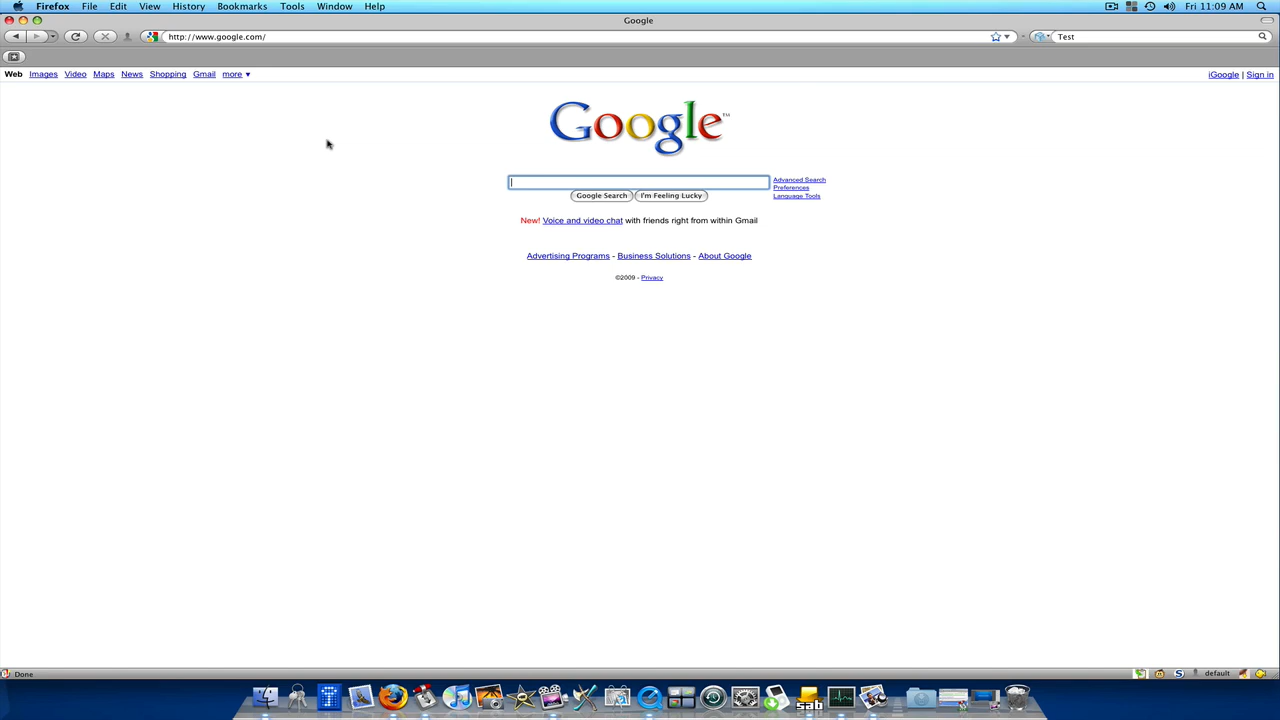 Firefox File Edit View History Bookmarks Tools Window Help Fri 11:09 AM
Google
http://www.google.com/ Test
Web Images Video Maps News Shopping Gmail more ▼ iGoogle | Sign in
Google™
Advanced Search
Preferences
Language Tools
Google Search I'm Feeling Lucky
New! Voice and video chat with friends right from within Gmail
Advertising Programs - Business Solutions - About Google
©2009 - Privacy
Done default
sab